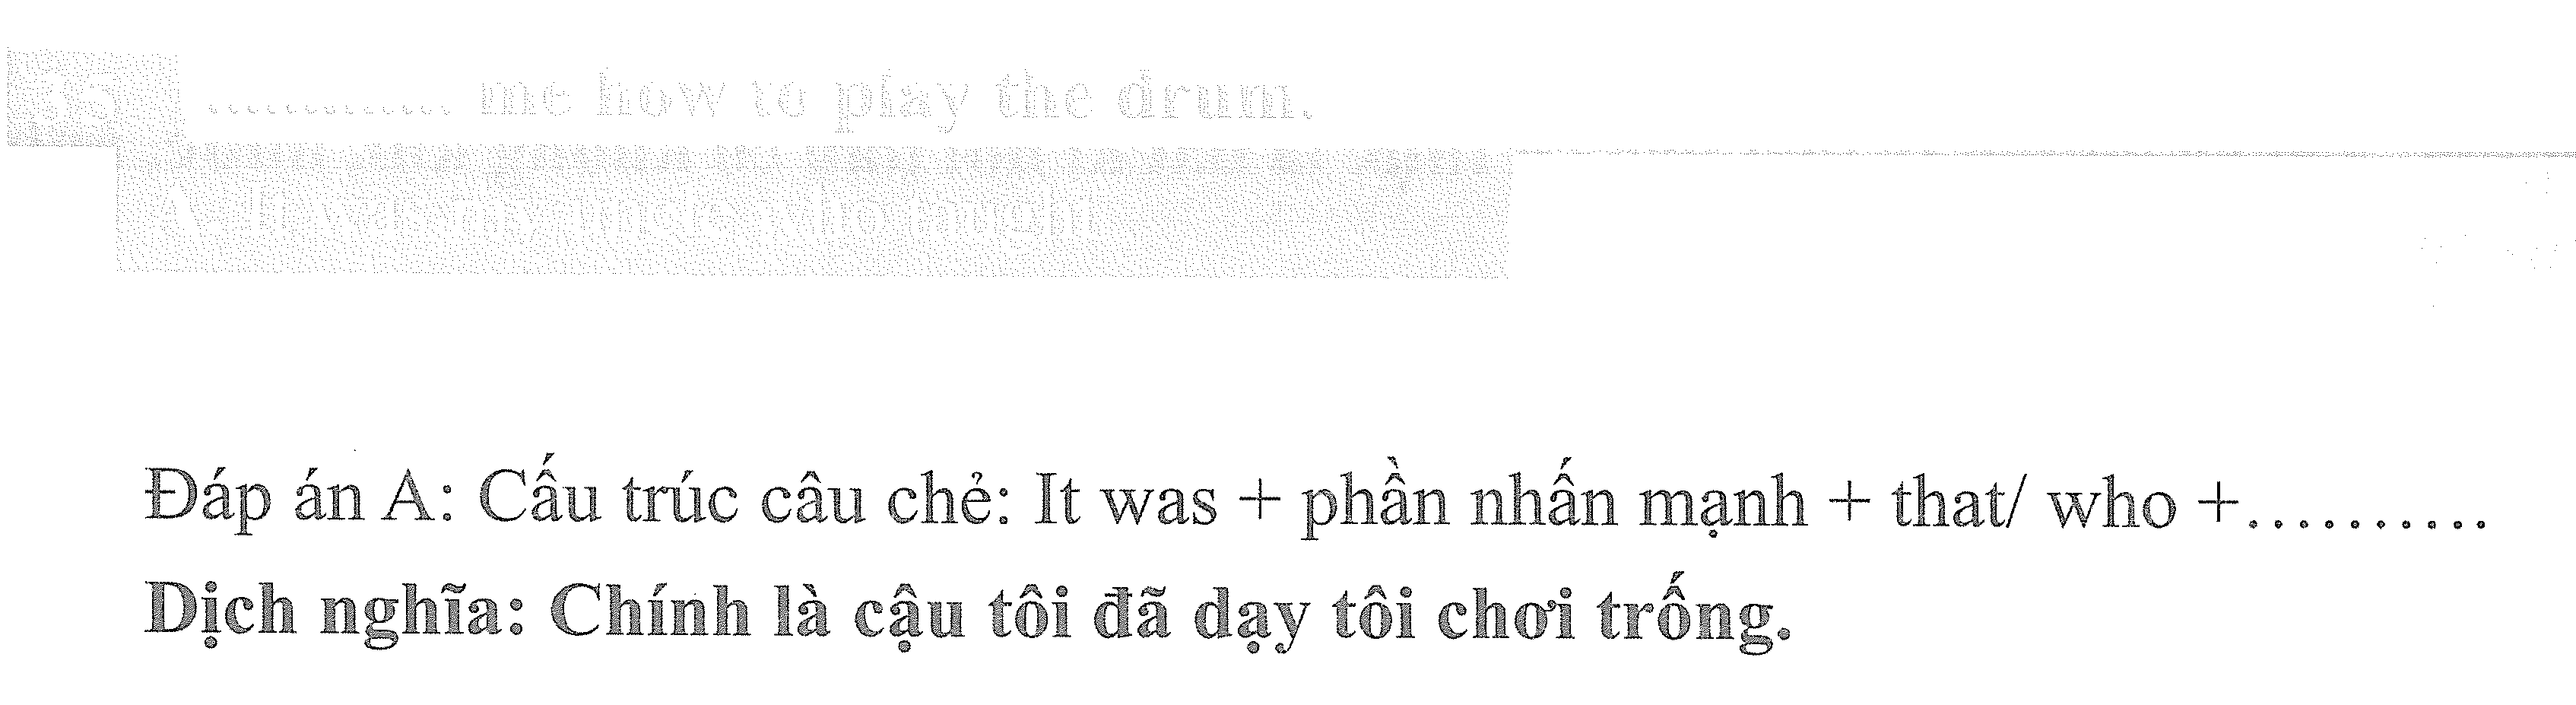 35 ............. me how to play the drum.
A. It was my uncle who taught
Đáp án A: Cấu trúc câu chẻ: It was + phần nhấn mạnh + that/ who +..........
Dịch nghĩa: Chính là cậu tôi đã dạy tôi chơi trống.